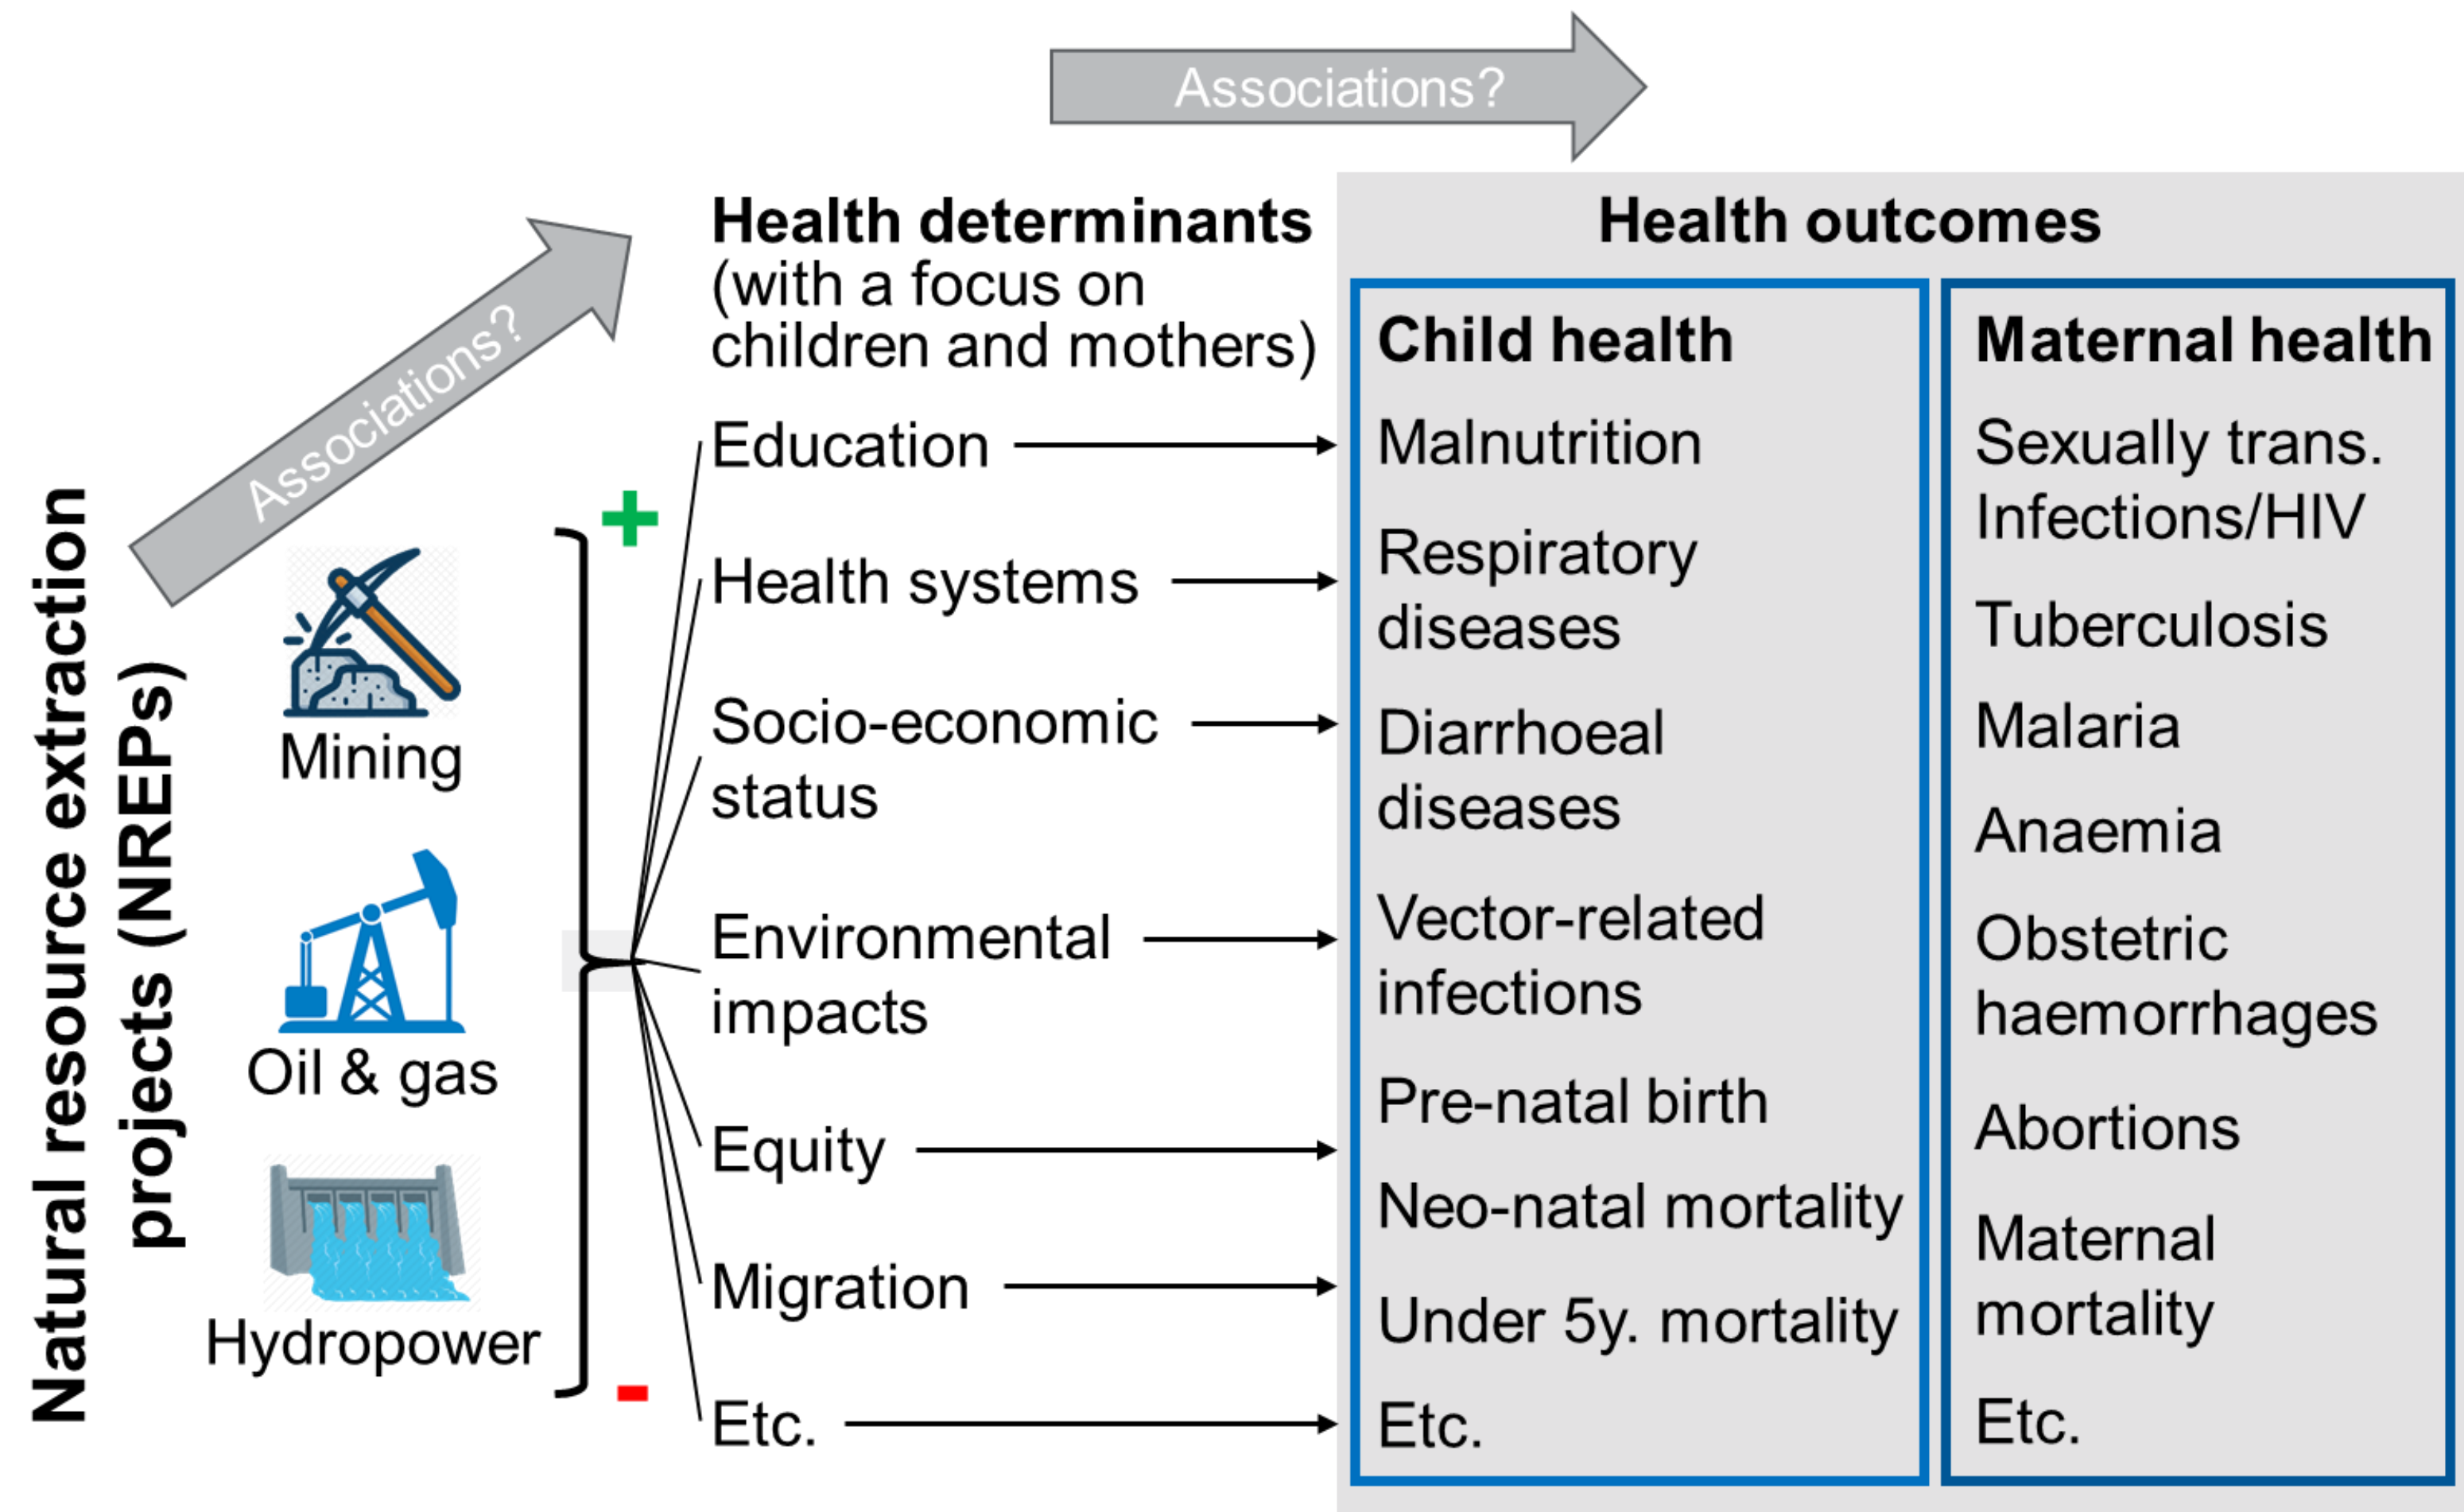 Associations?
Associations?
Natural resource extraction
projects (NREPs)
Mining
Oil & gas
Hydropower
+
-
Health determinants
(with a focus on
children and mothers)
Education
Health systems
Socio-economic
status
Environmental
impacts
Equity
Migration
Etc.
Health outcomes
Child health
Malnutrition
Respiratory
diseases
Diarrhoeal
diseases
Vector-related
infections
Pre-natal birth
Neo-natal mortality
Under 5y. mortality
Etc.
Maternal health
Sexually trans.
Infections/HIV
Tuberculosis
Malaria
Anaemia
Obstetric
haemorrhages
Abortions
Maternal
mortality
Etc.